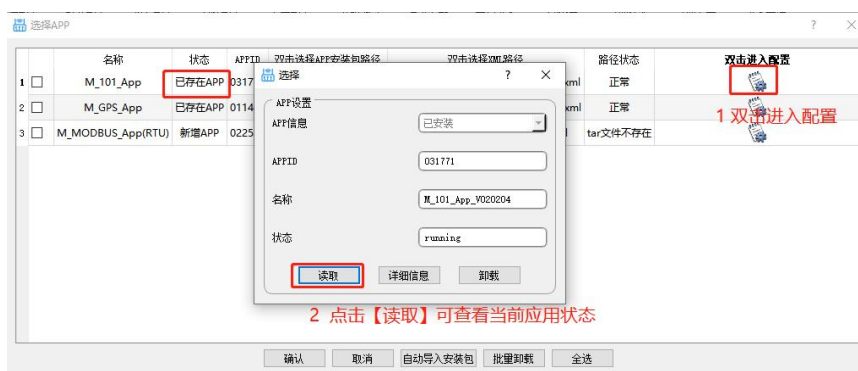 选择APP
? ×
名称 状态 APPID 双击选择APP安装包路径 双击选择XML路径 路径状态 双击进入配置
1 M_101_App 已存在APP 0317 xml 正常
2 M_GPS_App 已存在APP 0114 xml 正常
3 M_MODBUS_App(RTU) 新增APP 0225 tar文件不存在
1 双击进入配置
选择 ? ×
APP设置
APP信息 已安装
APPID 031771
名称 M_101_App_V020204
状态 running
读取 详细信息 卸载
2 点击【读取】可查看当前应用状态
确认 取消 自动导入安装包 批量卸载 全选